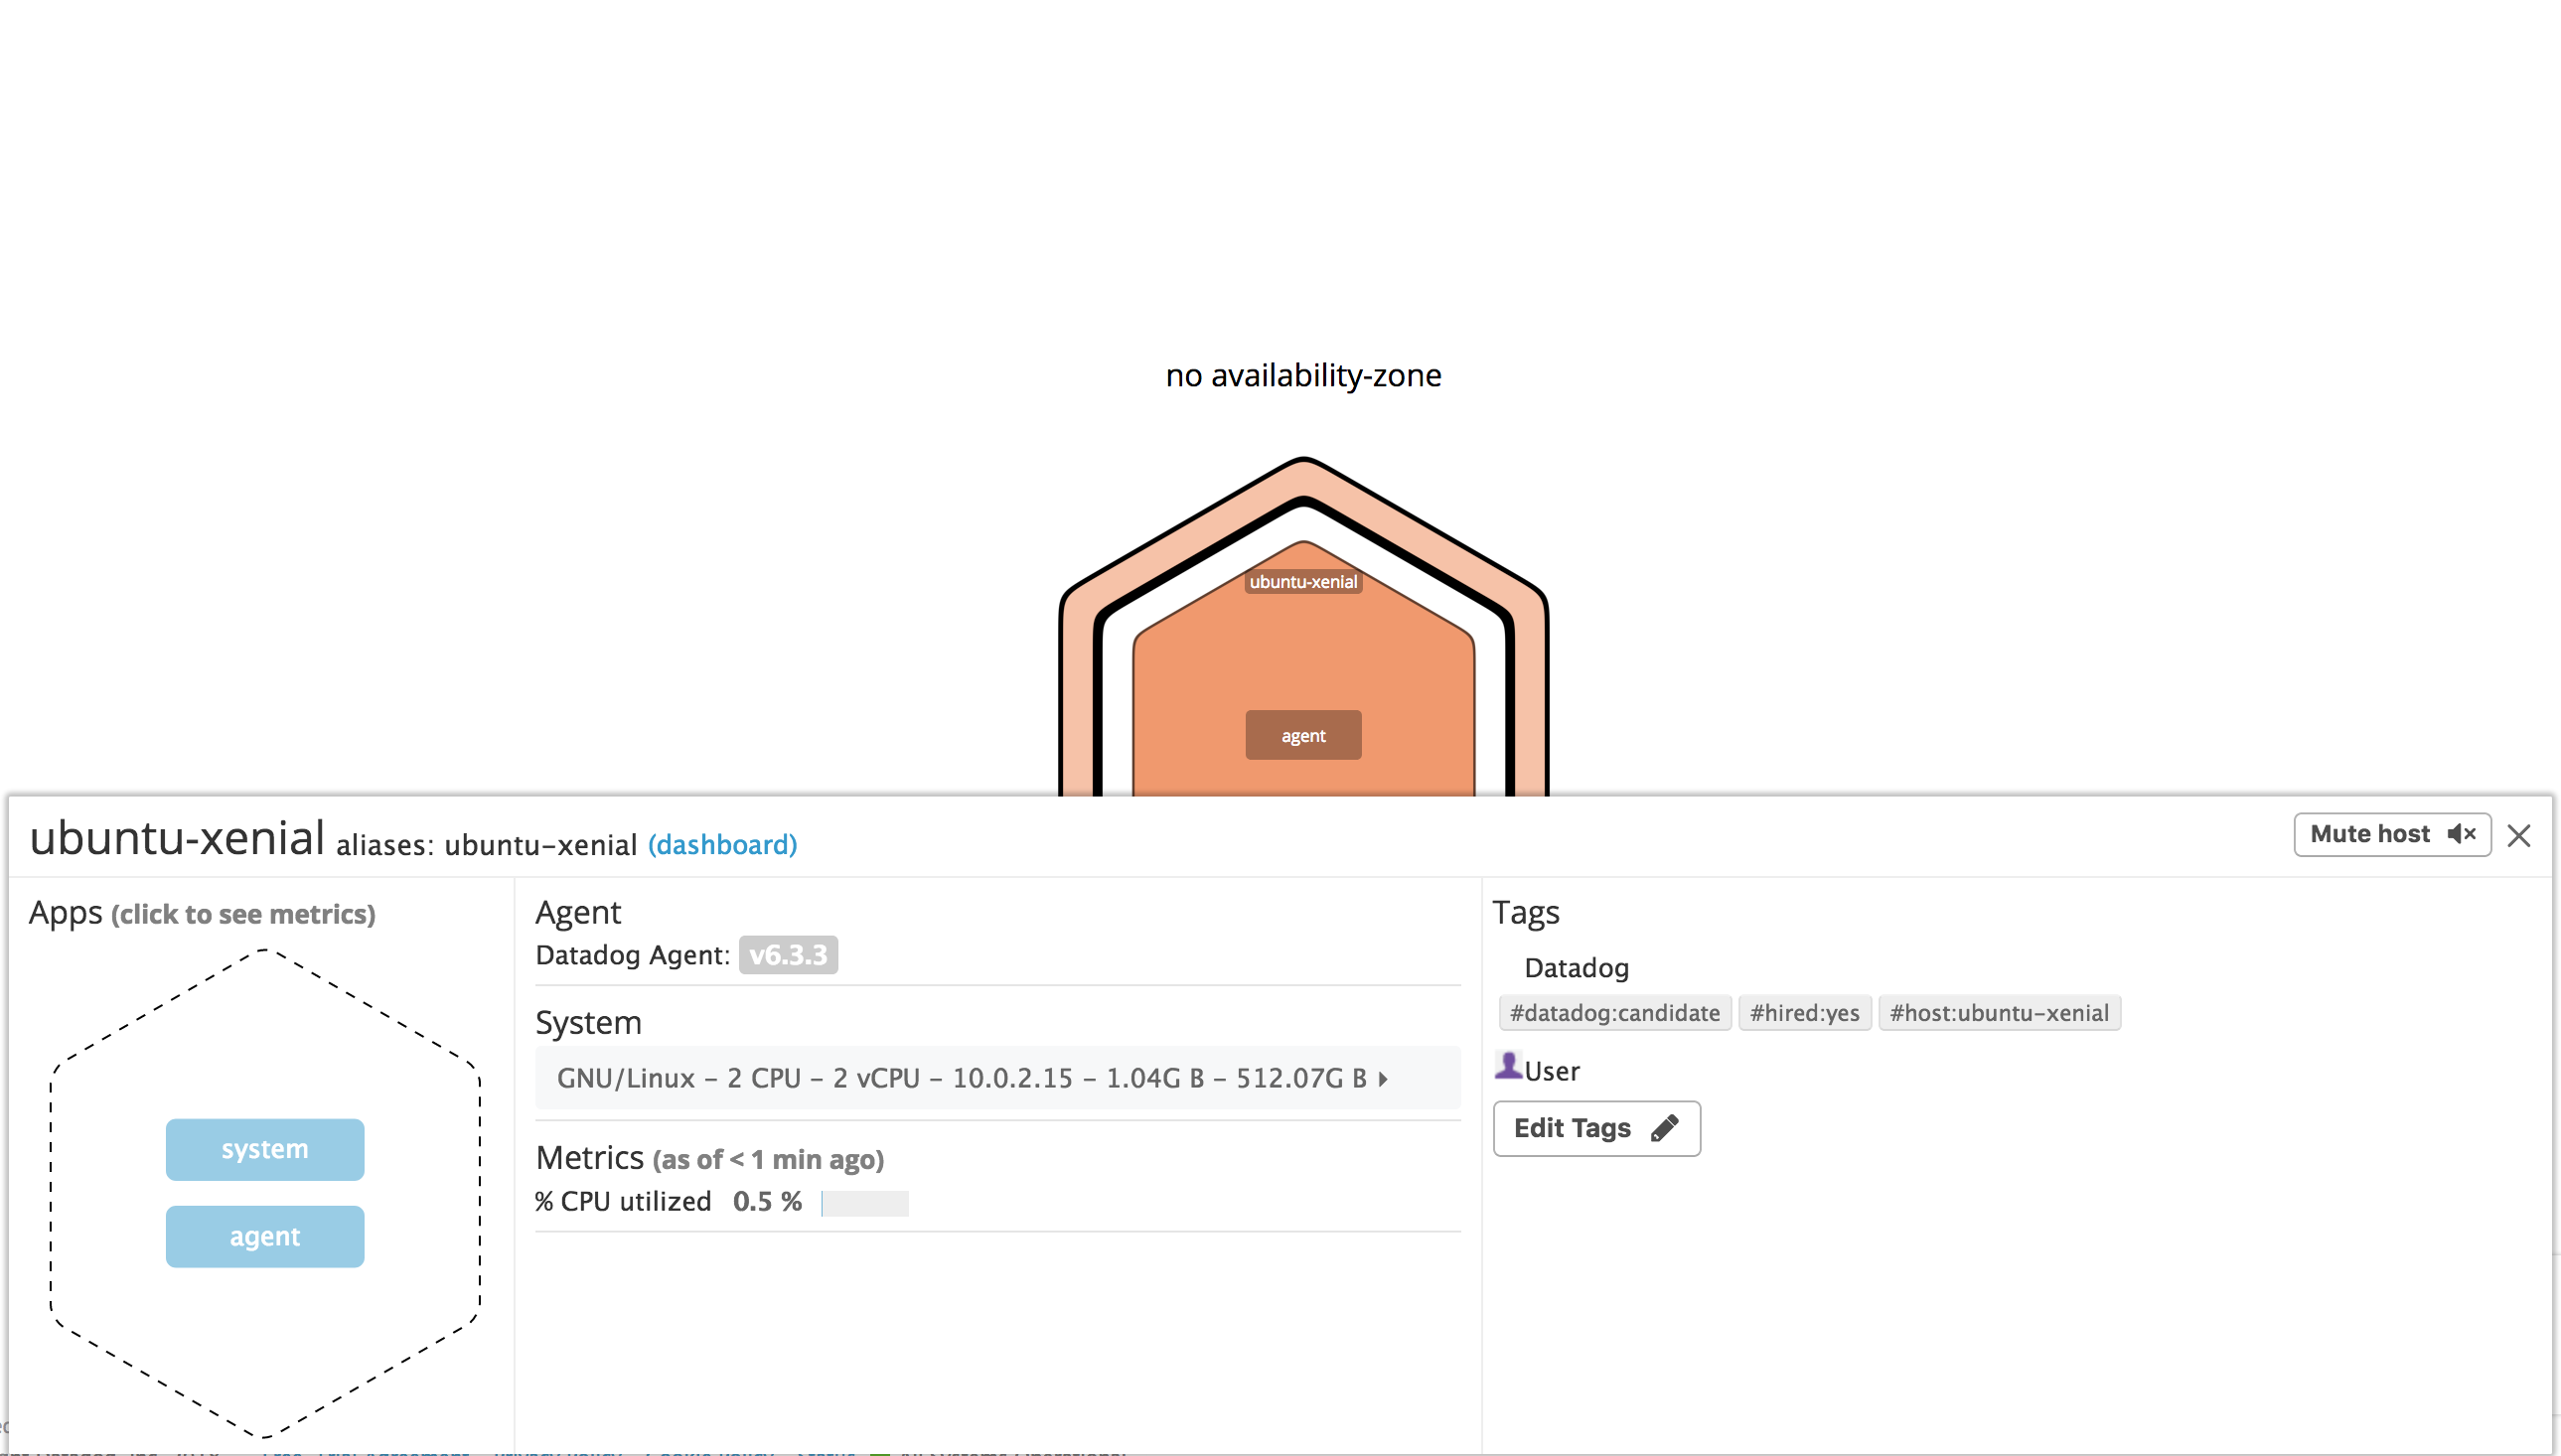 no availability-zone
ubuntu-xenial
agent
ubuntu-xenial aliases: ubuntu-xenial (dashboard)
Mute host
Apps (click to see metrics)
system
agent
Agent
Datadog Agent: v6.3.3
System
GNU/Linux – 2 CPU – 2 vCPU – 10.0.2.15 – 1.04G B – 512.07G B
Metrics (as of < 1 min ago)
% CPU utilized 0.5 %
Tags
Datadog
#datadog:candidate #hired:yes #host:ubuntu-xenial
User
Edit Tags